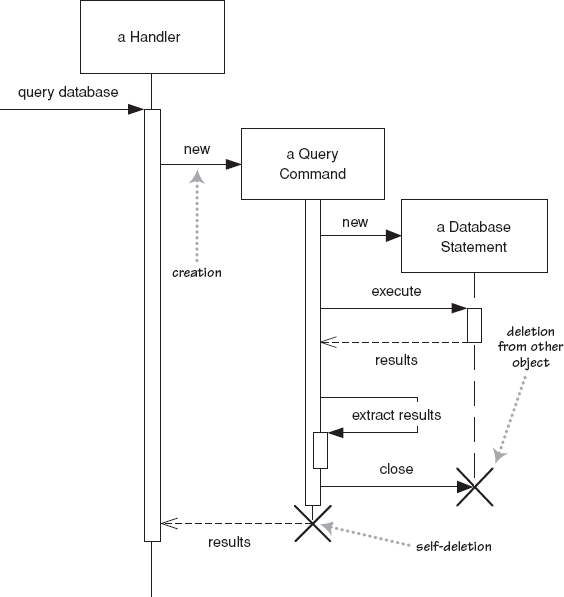 a Handler
query database
new
a Query
Command
creation
new
a Database
Statement
execute
deletion
from other
object
results
extract results
close
results
self-deletion